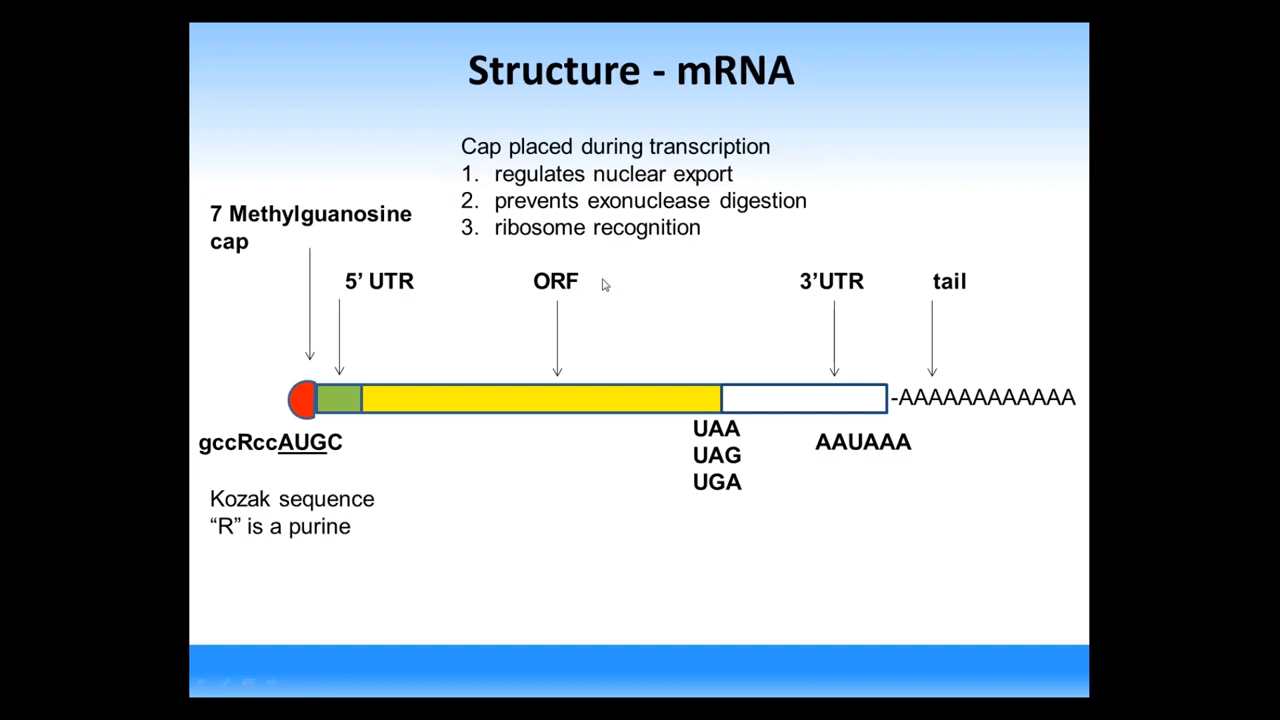 Structure - mRNA
Cap placed during transcription
1. regulates nuclear export
2. prevents exonuclease digestion
3. ribosome recognition
7 Methylguanosine
cap
5’ UTR
ORF
3’UTR
tail
-AAAAAAAAAAAA
gccRccAUGC
UAA
UAG
UGA
AAUAAA
Kozak sequence
“R” is a purine